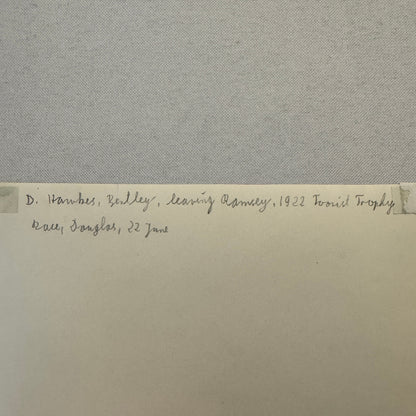 D. Hawkes, Bentley, leaving Ramsey, 1922 Tourist Trophy
Race, Douglas, 22 June